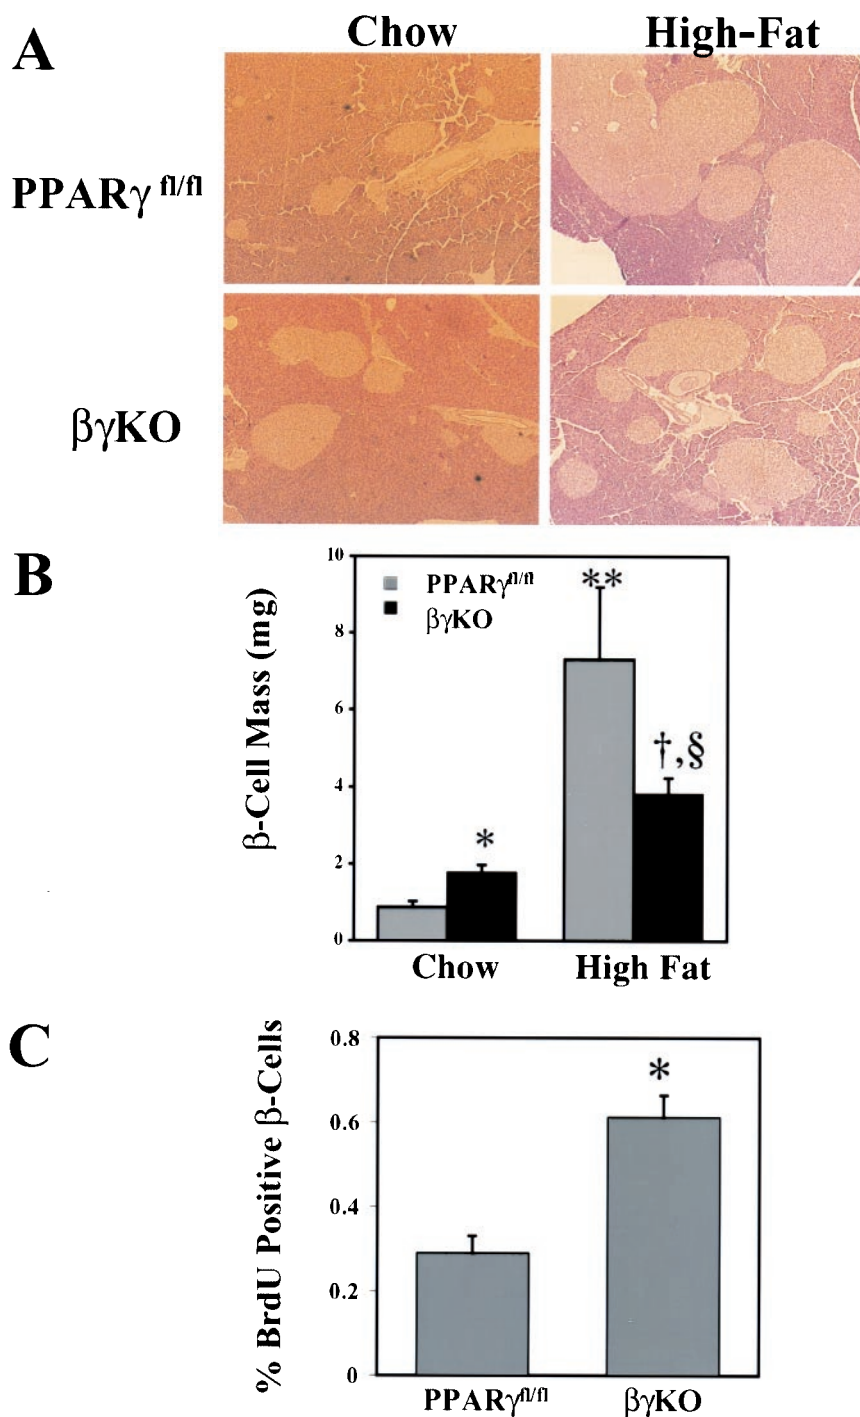 A
Chow
High-Fat
PPARγ fl/fl
βγKO
B
β-Cell Mass (mg)
10
8
6
4
2
0
PPARγfl/fl
βγKO
*
**
†,§
Chow
High Fat
C
% BrdU Positive β-Cells
0.8
0.6
0.4
0.2
0
*
PPARγfl/fl
βγKO